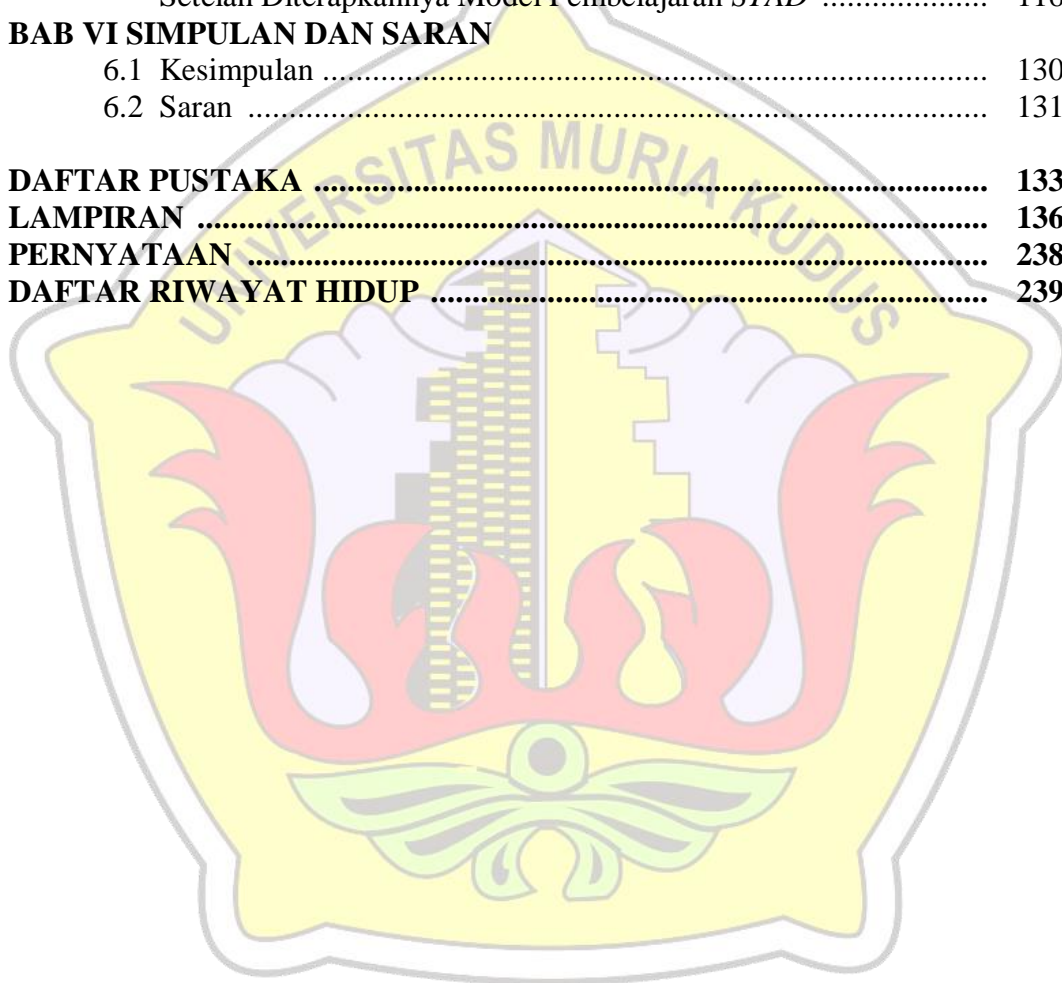 Setelah Diterapkannya Model Pembelajaran STAD .................... 116
BAB VI SIMPULAN DAN SARAN
6.1 Kesimpulan ................................................................................ 130
6.2 Saran ......................................................................................... 131
DAFTAR PUSTAKA ................................................................................ 133
LAMPIRAN ............................................................................................... 136
PERNYATAAN ......................................................................................... 238
DAFTAR RIWAYAT HIDUP ................................................................... 239
UNIVERSITAS MURIA KUDUS